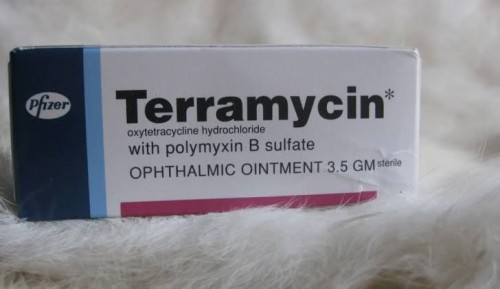 Pfizer
Terramycin*
oxytetracycline hydrochloride
with polymyxin B sulfate
OPHTHALMIC OINTMENT 3.5 GM sterile